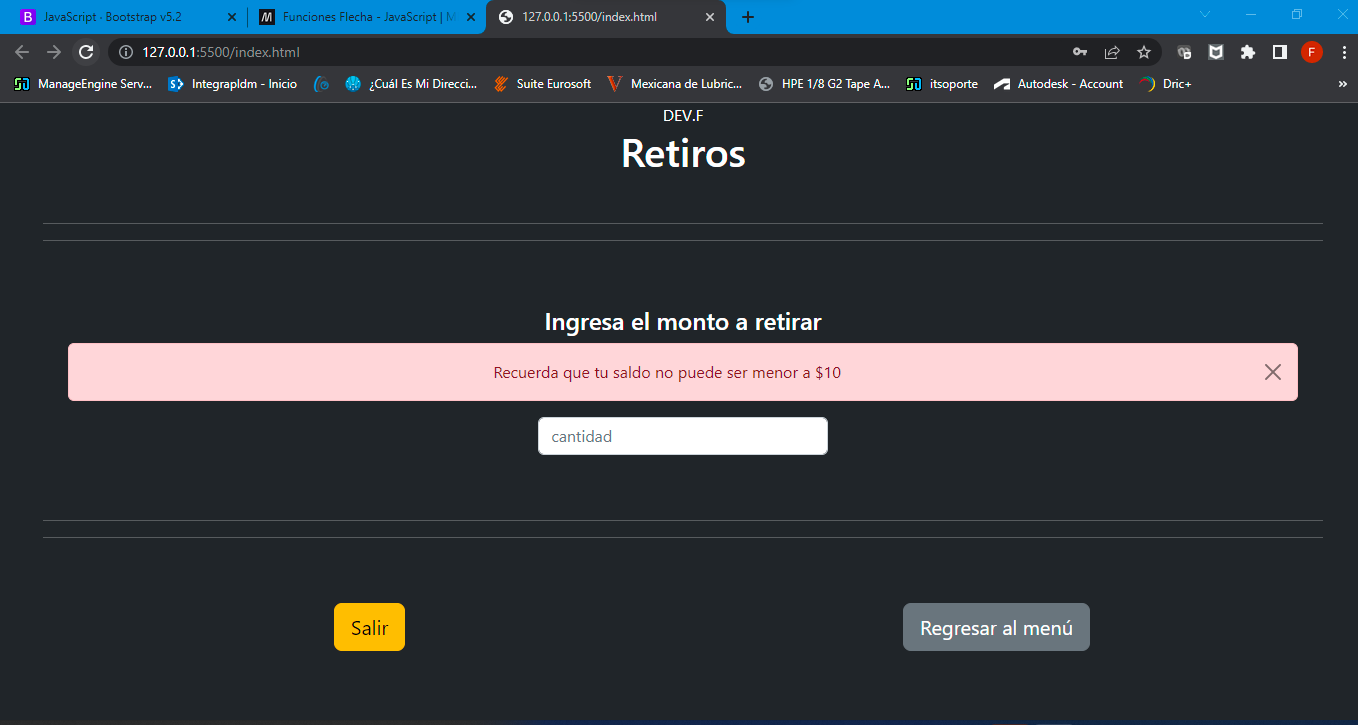 JavaScript · Bootstrap v5.2
Funciones Flecha - JavaScript | M
127.0.0.1:5500/index.html
127.0.0.1:5500/index.html
F
ManageEngine Serv...
Integrapldm - Inicio
¿Cuál Es Mi Direcci...
Suite Eurosoft
Mexicana de Lubric...
HPE 1/8 G2 Tape A...
itsoporte
Autodesk - Account
Dric+
»
DEV.F
Retiros
Ingresa el monto a retirar
Recuerda que tu saldo no puede ser menor a $10
cantidad
Salir
Regresar al menú